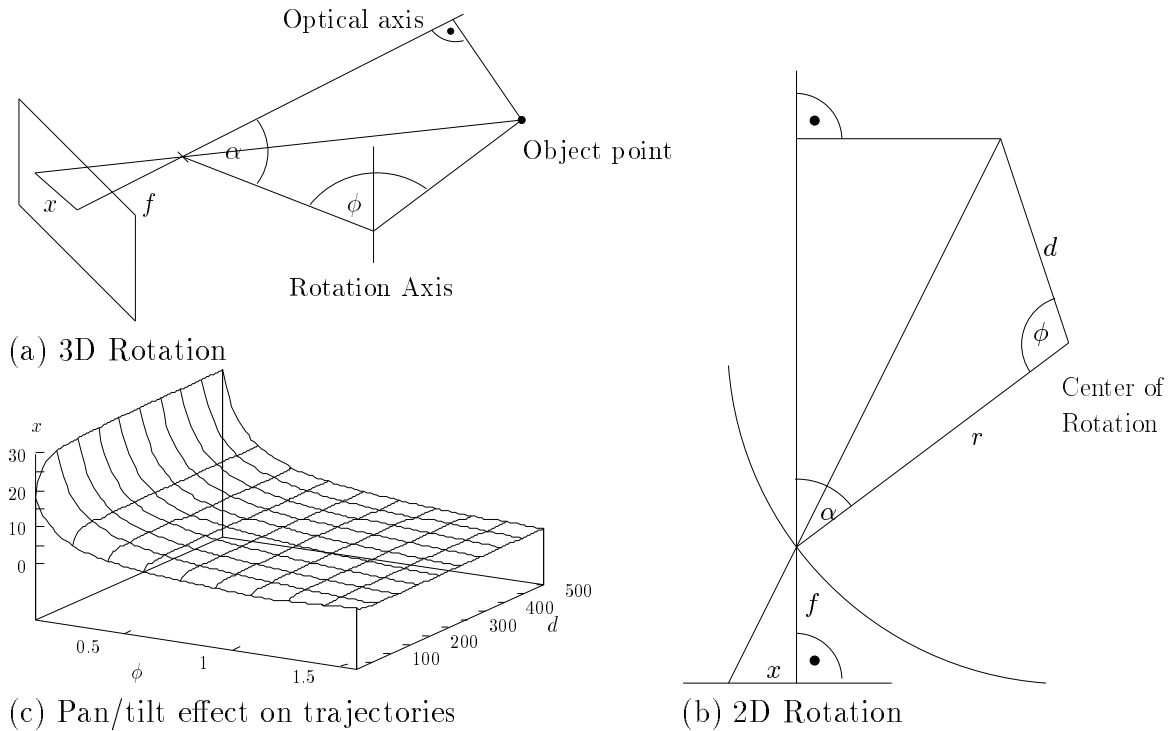 Optical axis
α
Object point
x
f
φ
Rotation Axis
(a) 3D Rotation
x
30
20
10
0
0.5
1
1.5
φ
100
200
300
400
500
d
(c) Pan/tilt effect on trajectories
d
φ
Center of
Rotation
r
α
f
x
(b) 2D Rotation